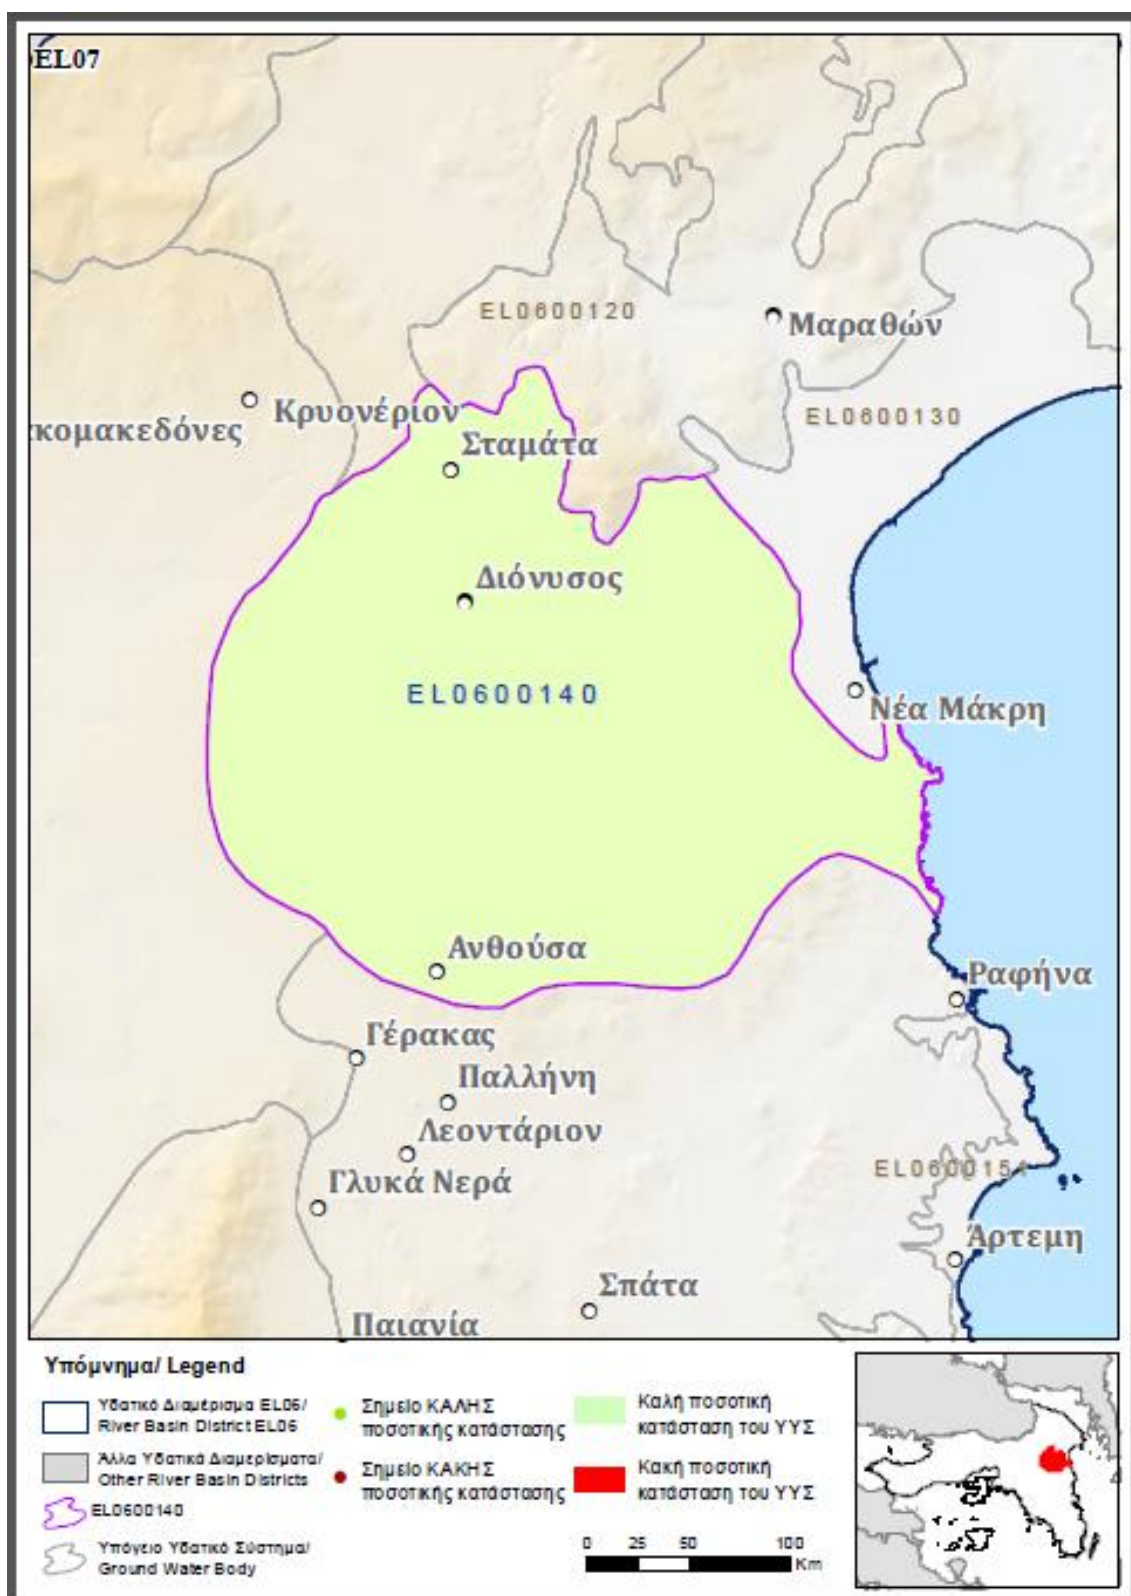 EL07
EL0600120
Μαραθών
Κρυονέριον
EL0600130
κομακεδόνες
Σταμάτα
Διόνυσος
EL0600140
Νέα Μάκρη
Ανθούσα
Ραφήνα
Γέρακας
Παλλήνη
Λεοντάριον
EL0600154
Γλυκά Νερά
Άρτεμη
Σπάτα
Παιανία
Υπόμνημα/ Legend
Υδατικό Διαμέρισμα EL06/
River Basin District EL06
Άλλα Υδατικά Διαμερίσματα/
Other River Basin Districts
EL0600140
Υπόγειο Υδατικό Σύστημα/
Ground Water Body
Σημείο ΚΑΛΗΣ
ποσοτικής κατάστασης
Σημείο ΚΑΚΗΣ
ποσοτικής κατάστασης
Καλή ποσοτική
κατάσταση του ΥΥΣ
Κακή ποσοτική
κατάσταση του ΥΥΣ
0 25 50 100
Km